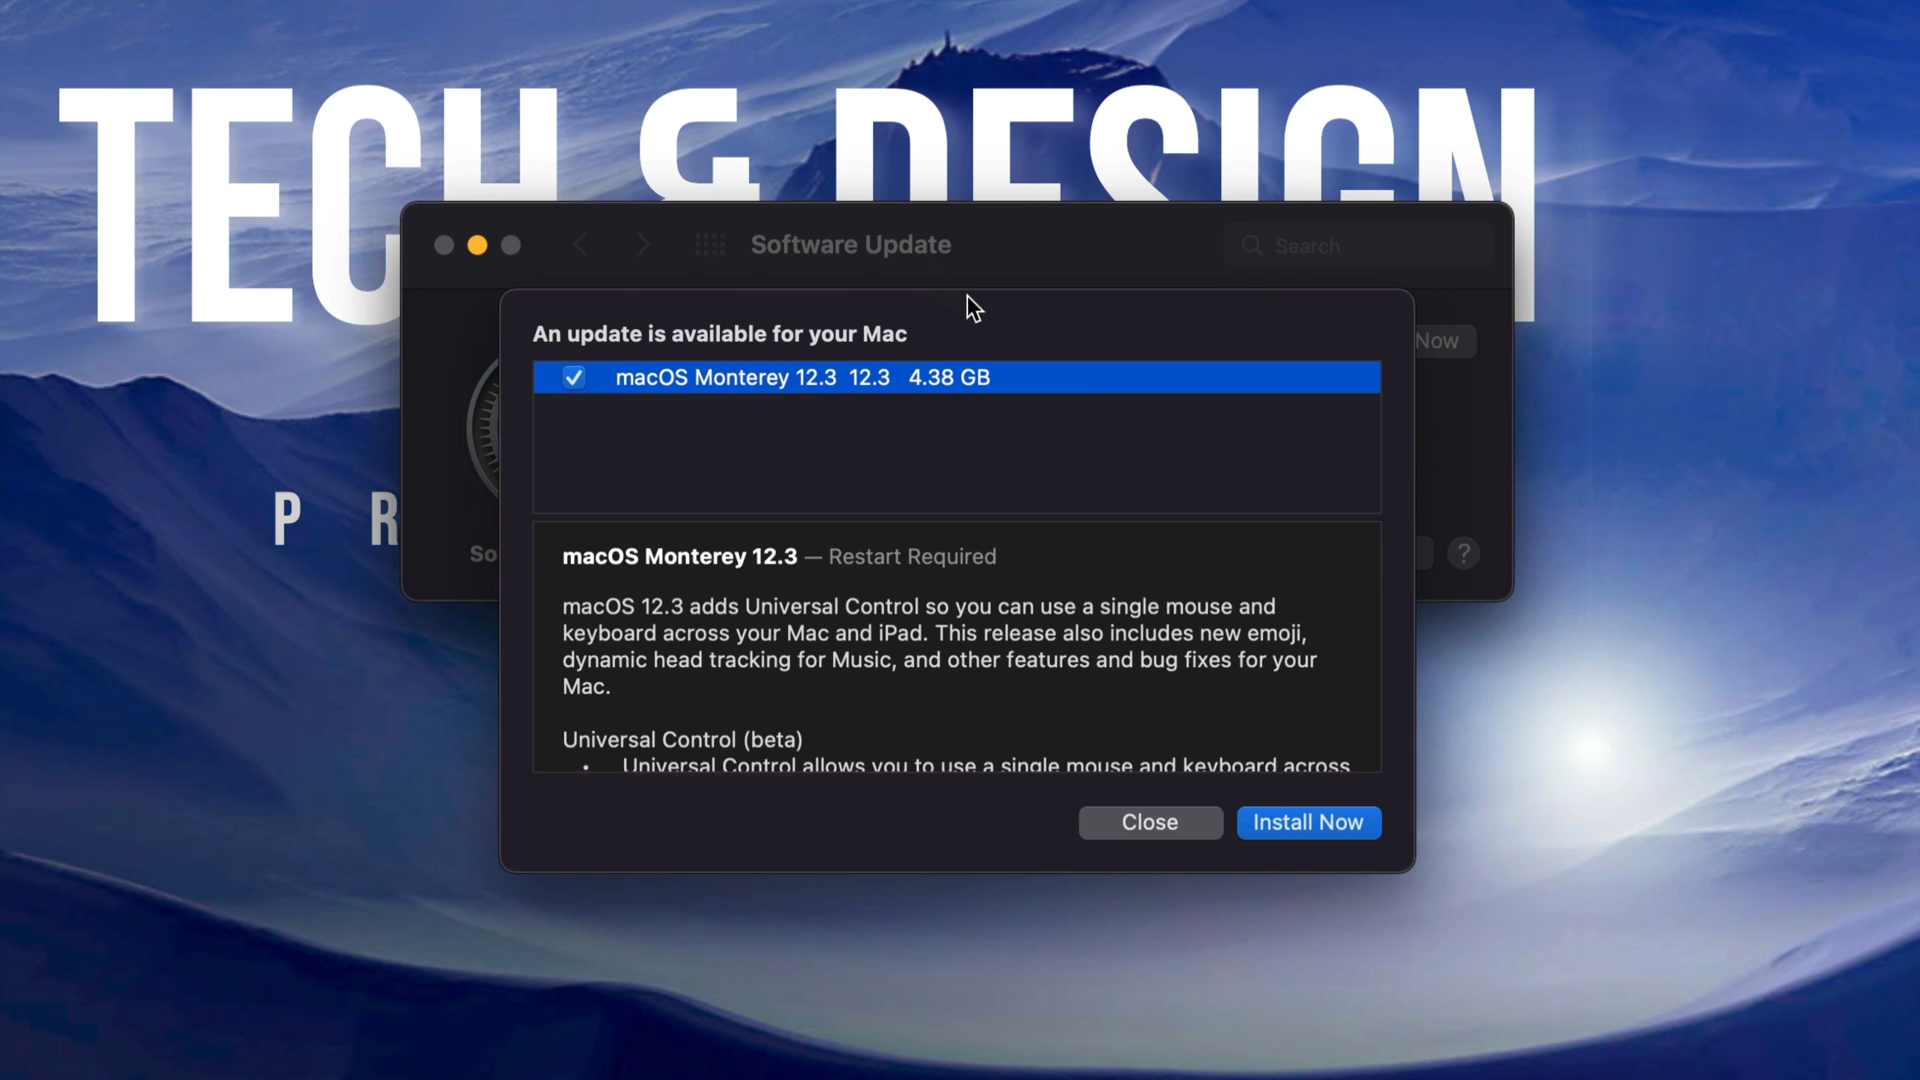 TECH & DESIGN
P R
Software Update
Search
Now
An update is available for your Mac
macOS Monterey 12.3 12.3 4.38 GB
So
?
macOS Monterey 12.3 — Restart Required
macOS 12.3 adds Universal Control so you can use a single mouse and
keyboard across your Mac and iPad. This release also includes new emoji,
dynamic head tracking for Music, and other features and bug fixes for your
Mac.
Universal Control (beta)
• Universal Control allows you to use a single mouse and keyboard across
Close
Install Now